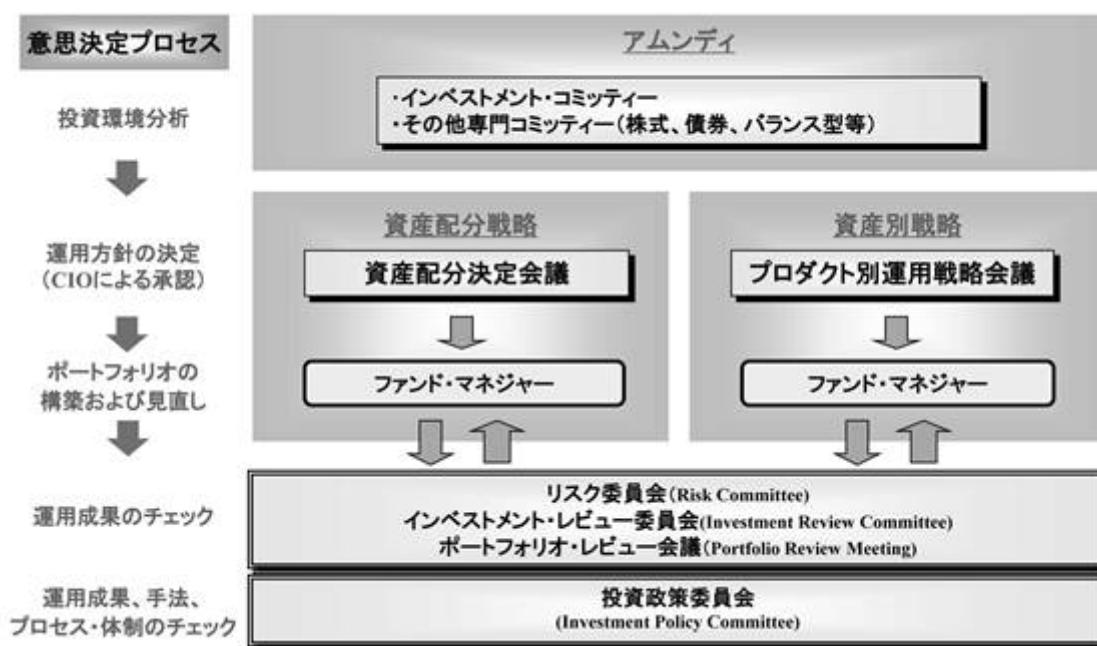 意思決定プロセス
アムンディ
投資環境分析
・インベストメント・コミッティー
・その他専門コミッティー（株式、債券、バランス型等）
運用方針の決定
（CIOによる承認）
資産配分戦略
資産配分決定会議
資産別戦略
プロダクト別運用戦略会議
ポートフォリオの
構築および見直し
ファンド・マネジャー
ファンド・マネジャー
運用成果のチェック
リスク委員会（Risk Committee）
インベストメント・レビュー委員会(Investment Review Committee)
ポートフォリオ・レビュー会議（Portfolio Review Meeting）
運用成果、手法、
プロセス・体制のチェック
投資政策委員会
(Investment Policy Committee)